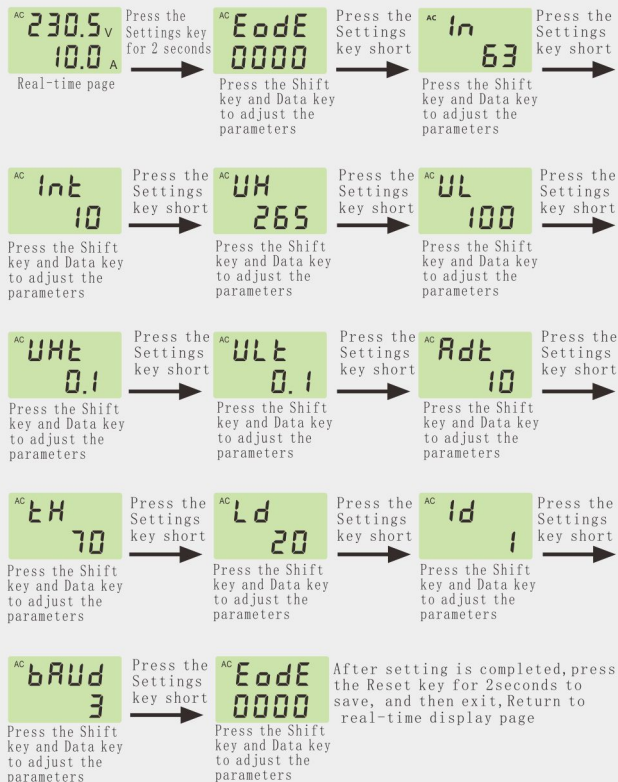 AC 230.5 V
10.0 A
Real-time page
Press the
Settings key
for 2 seconds
AC EodE
0000
Press the Shift
key and Data key
to adjust the
parameters
Press the
Settings
key short
AC In
63
Press the Shift
key and Data key
to adjust the
parameters
Press the
Settings
key short
AC Int
10
Press the Shift
key and Data key
to adjust the
parameters
Press the
Settings
key short
AC UH
265
Press the Shift
key and Data key
to adjust the
parameters
Press the
Settings
key short
AC UL
100
Press the Shift
key and Data key
to adjust the
parameters
Press the
Settings
key short
AC UHt
0.1
Press the Shift
key and Data key
to adjust the
parameters
Press the
Settings
key short
AC ULt
0.1
Press the Shift
key and Data key
to adjust the
parameters
Press the
Settings
key short
AC Adt
10
Press the Shift
key and Data key
to adjust the
parameters
Press the
Settings
key short
AC tH
70
Press the Shift
key and Data key
to adjust the
parameters
Press the
Settings
key short
AC Ld
20
Press the Shift
key and Data key
to adjust the
parameters
Press the
Settings
key short
AC Id
1
Press the Shift
key and Data key
to adjust the
parameters
Press the
Settings
key short
AC bAUd
3
Press the Shift
key and Data key
to adjust the
parameters
Press the
Settings
key short
AC EodE
0000
Press the Shift
key and Data key
to adjust the
parameters
After setting is completed,press
the Reset key for 2seconds to
save, and then exit,Return to
real-time display page